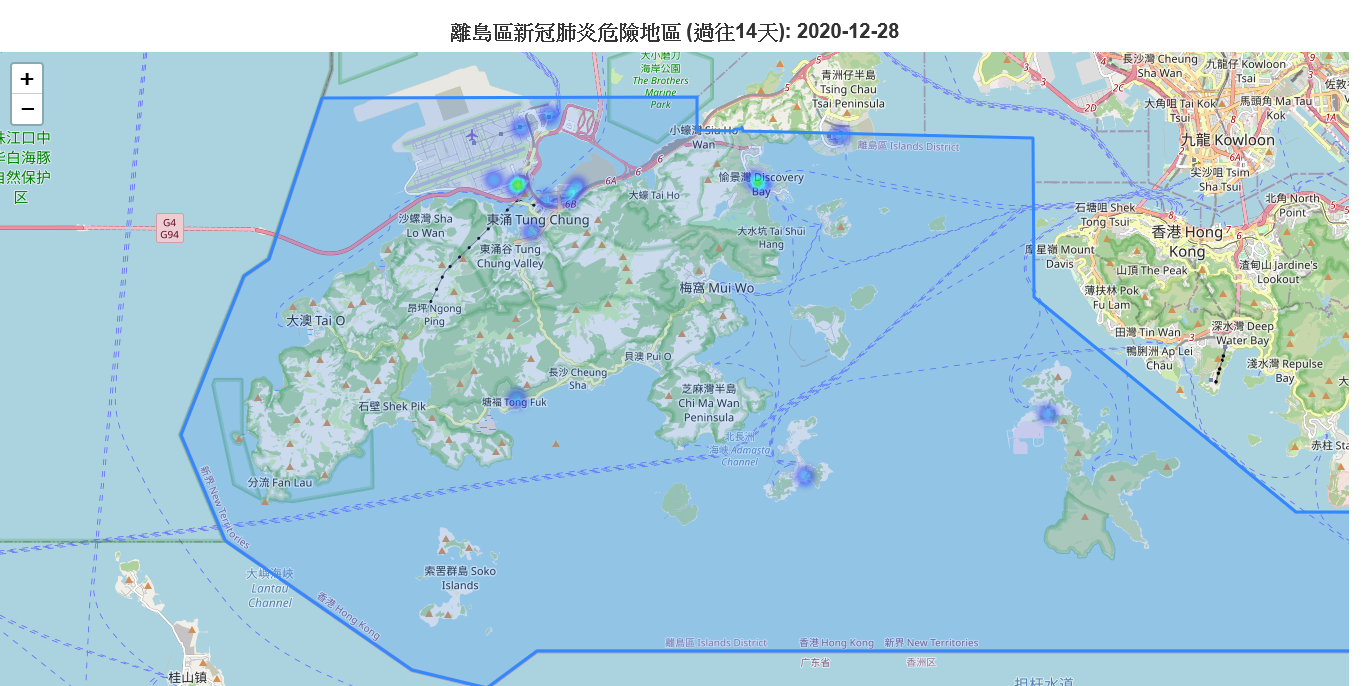 離島區新冠肺炎危險地區 (過往14天): 2020-12-28
+
−
大小磨刀
海岸公園
The Brothers
Marine
Park
青洲仔半島
Tsing Chau
Tsai Peninsula
長沙灣 Cheung
Sha Wan
九龍仔 Kowloon
Tsai
大角咀 Tai Kok
Tsui
馬頭角 Ma Tau
Kok
九龍 Kowloon
尖沙咀 Tsim
Sha Tsui
3
3
2D
2C
6A
珠江口中
华白海豚
自然保护
区
小蠔灣 Siu Ho
Wan
離島區 Islands District
愉景灣 Discovery
Bay
6
6A
6B
大蠔 Tai Ho
沙螺灣 Sha
Lo Wan
東涌 Tung Chung
G4
G94
東涌谷 Tung
Chung Valley
大水坑 Tai Shui
Hang
石塘咀 Shek
Tong Tsui
北角 North
Point
香港 Hong
Kong
摩星嶺 Mount
Davis
山頂 The Peak
渣甸山 Jardine's
Lookout
薄扶林 Pok
Fu Lam
梅窩 Mui Wo
昂坪 Ngong
Ping
大澳 Tai O
田灣 Tin Wan
深水灣 Deep
Water Bay
鴨脷洲 Ap Lei
Chau
淺水灣 Repulse
Bay
貝澳 Pui O
長沙 Cheung
Sha
芝麻灣半島
Chi Ma Wan
Peninsula
塘福 Tong Fuk
石壁 Shek Pik
北長洲
海峽 Adamasta
Channel
赤柱 Sta
分流 Fan Lau
新界 New Territories
索罟群島 Soko
Islands
大嶼海峽
Lantau
Channel
香港 Hong Kong
離島區 Islands District
香港 Hong Kong
新界 New Territories
广东省
香洲区
桂山镇
担杆水道